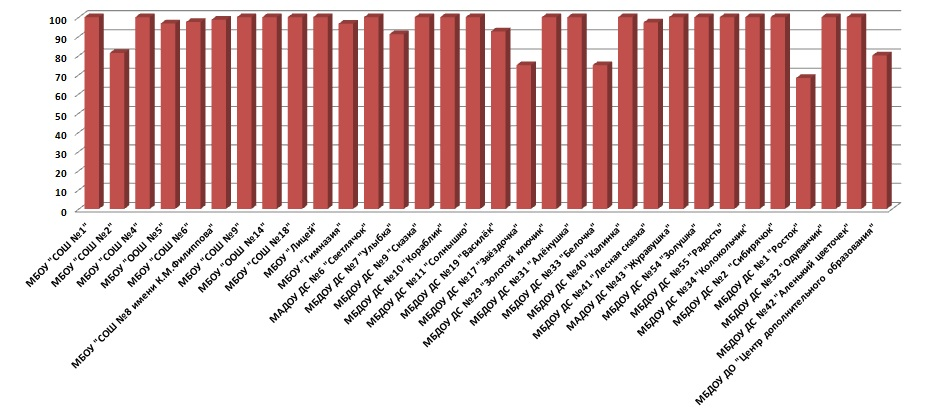 100
90
80
70
60
50
40
30
20
10
0
МБОУ "СОШ №1"
МБОУ "СОШ №2"
МБОУ "СОШ №4"
МБОУ "ООШ №5"
МБОУ "СОШ №6"
МБОУ "СОШ №8 имени К.М.Филиппова"
МБОУ "СОШ №9"
МБОУ "ООШ №14"
МБОУ "СОШ №18"
МБОУ "Лицей"
МБОУ "Гимназия"
МАДОУ ДС №6 "Светлячок"
МБДОУ ДС №7 "Улыбка"
МБДОУ ДС №9 "Сказка"
МБДОУ ДС №10 "Кораблик"
МБДОУ ДС №11 "Солнышко"
МБДОУ ДС №19 "Василёк"
МБДОУ ДС №17 "Звёздочка"
МБДОУ ДС №29 "Золотой ключик"
МБДОУ ДС №31 "Алёнушка"
МБДОУ ДС №33 "Белочка"
МБДОУ ДС №40 "Калинка"
МБДОУ ДС №41 "Лесная сказка"
МАДОУ ДС №43 "Журавушка"
МБДОУ ДС №54 "Золушка"
МБДОУ ДС №55 "Радость"
МБДОУ ДС №34 "Колокольчик"
МБДОУ ДС №2 "Сибирячок"
МБДОУ ДС №1 "Росток"
МБДОУ ДС №32 "Одуванчик"
МБДОУ ДС №42 "Аленький цветочек"
МБДОУ ДО "Центр дополнительного образования"